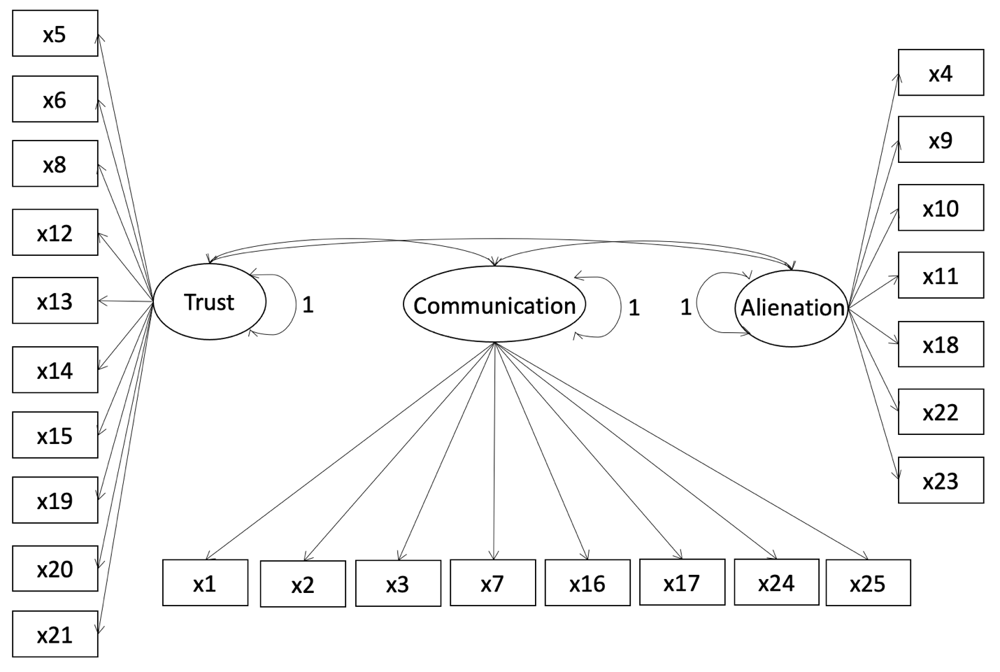 x5
x6
x8
x12
x13
x14
x15
x19
x20
x21
Trust
1
Communication
1
1
Alienation
x4
x9
x10
x11
x18
x22
x23
x1
x2
x3
x7
x16
x17
x24
x25